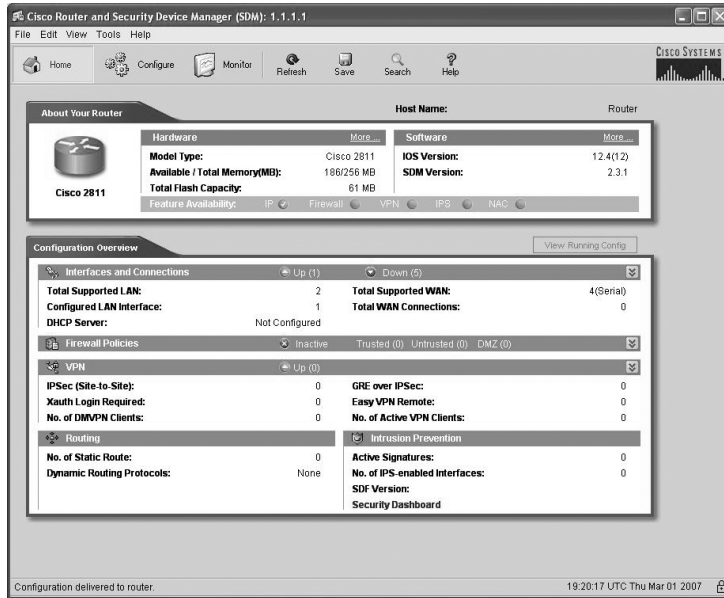 Cisco Router and Security Device Manager (SDM): 1.1.1.1
File Edit View Tools Help
Home Configure Monitor Refresh Save Search Help
CISCO SYSTEMS
About Your Router Host Name: Router
Hardware More ... Software More ...
Model Type: Cisco 2811 IOS Version: 12.4(12)
Available / Total Memory(MB): 186/256 MB SDM Version: 2.3.1
Total Flash Capacity: 61 MB
Cisco 2811
Feature Availability: IP Firewall VPN IPS NAC
Configuration Overview View Running Config
Interfaces and Connections Up (1) Down (5)
Total Supported LAN: 2 Total Supported WAN: 4(Serial)
Configured LAN Interface: 1 Total WAN Connections: 0
DHCP Server: Not Configured
Firewall Policies Inactive Trusted (0) Untrusted (0) DMZ (0)
VPN Up (0)
IPSec (Site-to-Site): 0 GRE over IPSec: 0
Xauth Login Required: 0 Easy VPN Remote: 0
No. of DMVPN Clients: 0 No. of Active VPN Clients: 0
Routing Intrusion Prevention
No. of Static Route: 0 Active Signatures: 0
Dynamic Routing Protocols: None No. of IPS-enabled Interfaces: 0
SDF Version:
Security Dashboard
Configuration delivered to router. 19:20:17 UTC Thu Mar 01 2007